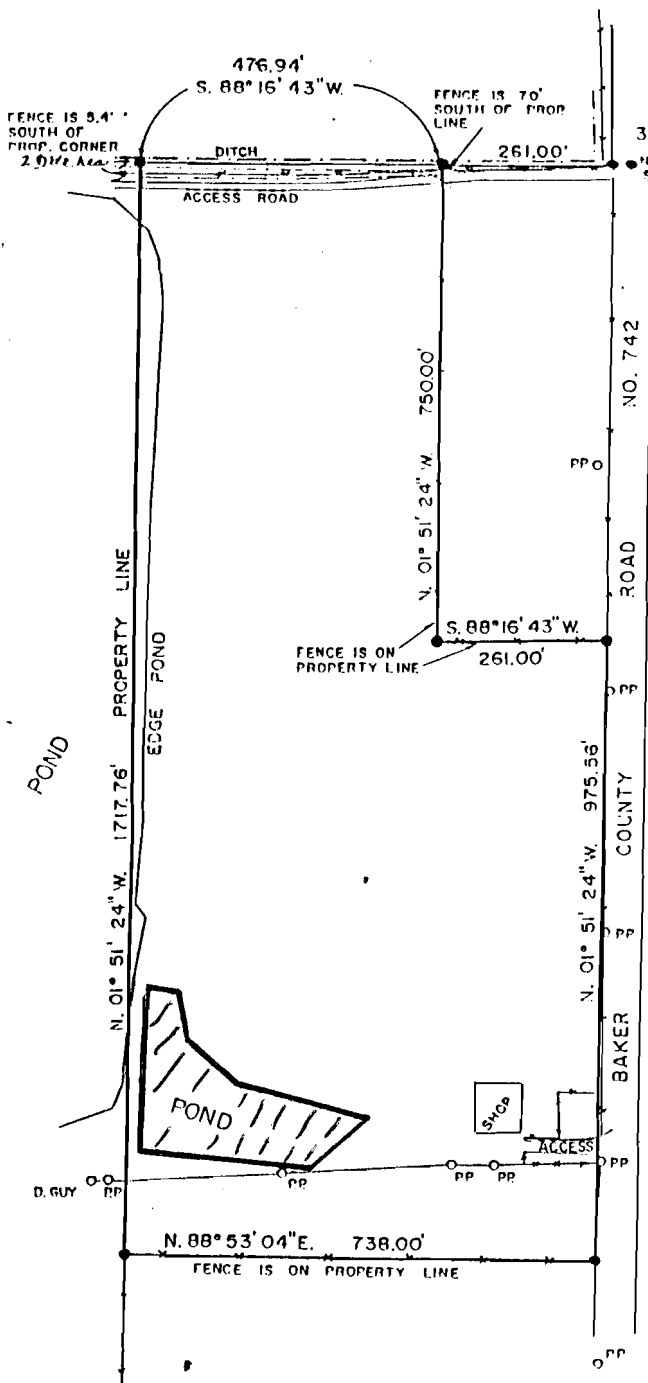 476.94'
S. 88° 16' 43" W.
FENCE IS 5.4'
SOUTH OF
PROP. CORNER
FENCE IS 7.0'
SOUTH OF PROP.
LINE
DITCH
261.00'
3
ACCESS ROAD
N. 01° 51' 24" W. 750.00'
NO. 742
PP
ROAD
S. 88° 16' 43" W.
261.00'
FENCE IS ON
PROPERTY LINE
PP
PROPERTY LINE
EDGE POND
POND
N. 01° 51' 24" W. 1717.76'
N. 01° 51' 24" W. 975.56'
COUNTY
PP
BAKER
POND
SHOP
ACCESS
PP
D. GUY
PP.
PP.
PP
PP.
N. 88° 53' 04" E. 738.00'
FENCE IS ON PROPERTY LINE
PP